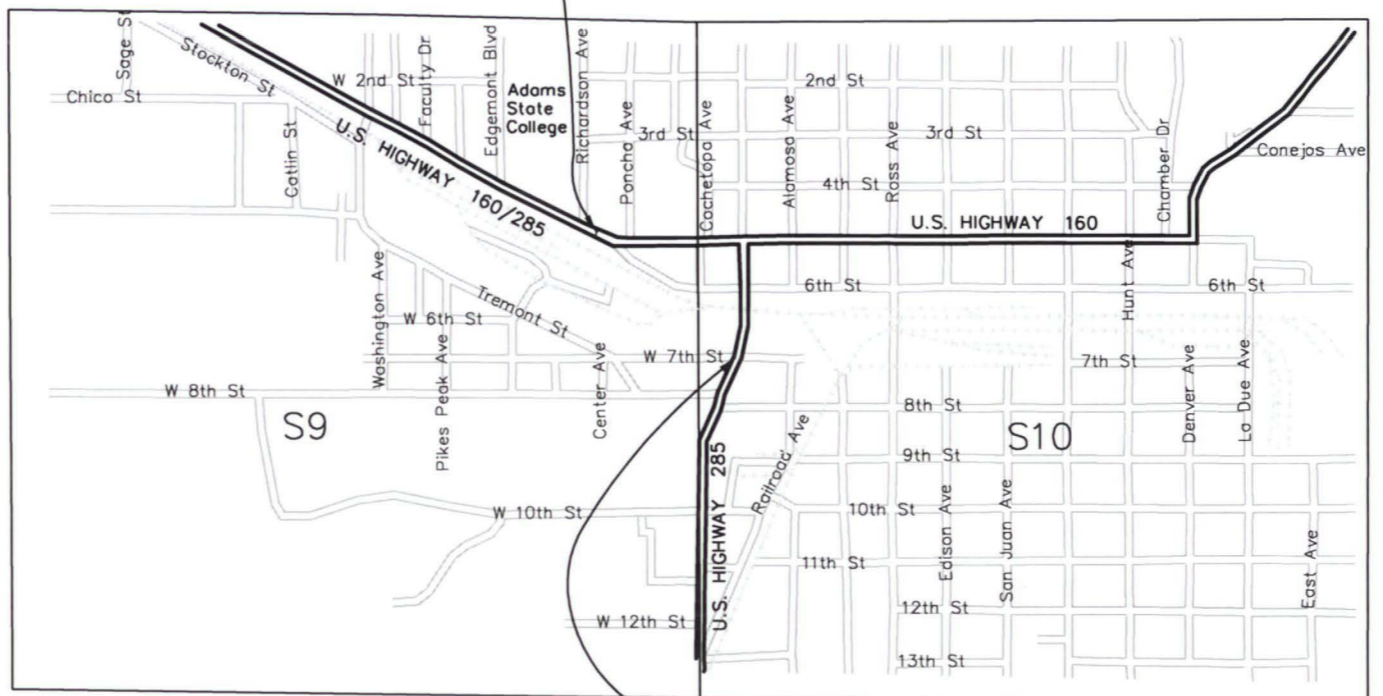 Sage St
Stockton St
Chico St
Catlin St
W 2nd St
Faculty Dr
Edgemont Blvd
Adams
State
College
Richardson Ave
Poncha Ave
3rd St
Cochetopa Ave
2nd St
Alamosa Ave
3rd St
Ross Ave
4th St
Chamber Dr
Conejos Ave
U.S. HIGHWAY 160/285
U.S. HIGHWAY 160
Washington Ave
Tremont St
W 6th St
6th St
Hunt Ave
6th St
Pikes Peak Ave
Center Ave
W 7th St
7th St
Denver Ave
La Due Ave
W 8th St
8th St
S9
S10
U.S. HIGHWAY 285
Railroad Ave
9th St
W 10th St
10th St
Edison Ave
San Juan Ave
East Ave
11th St
W 12th St
12th St
13th St